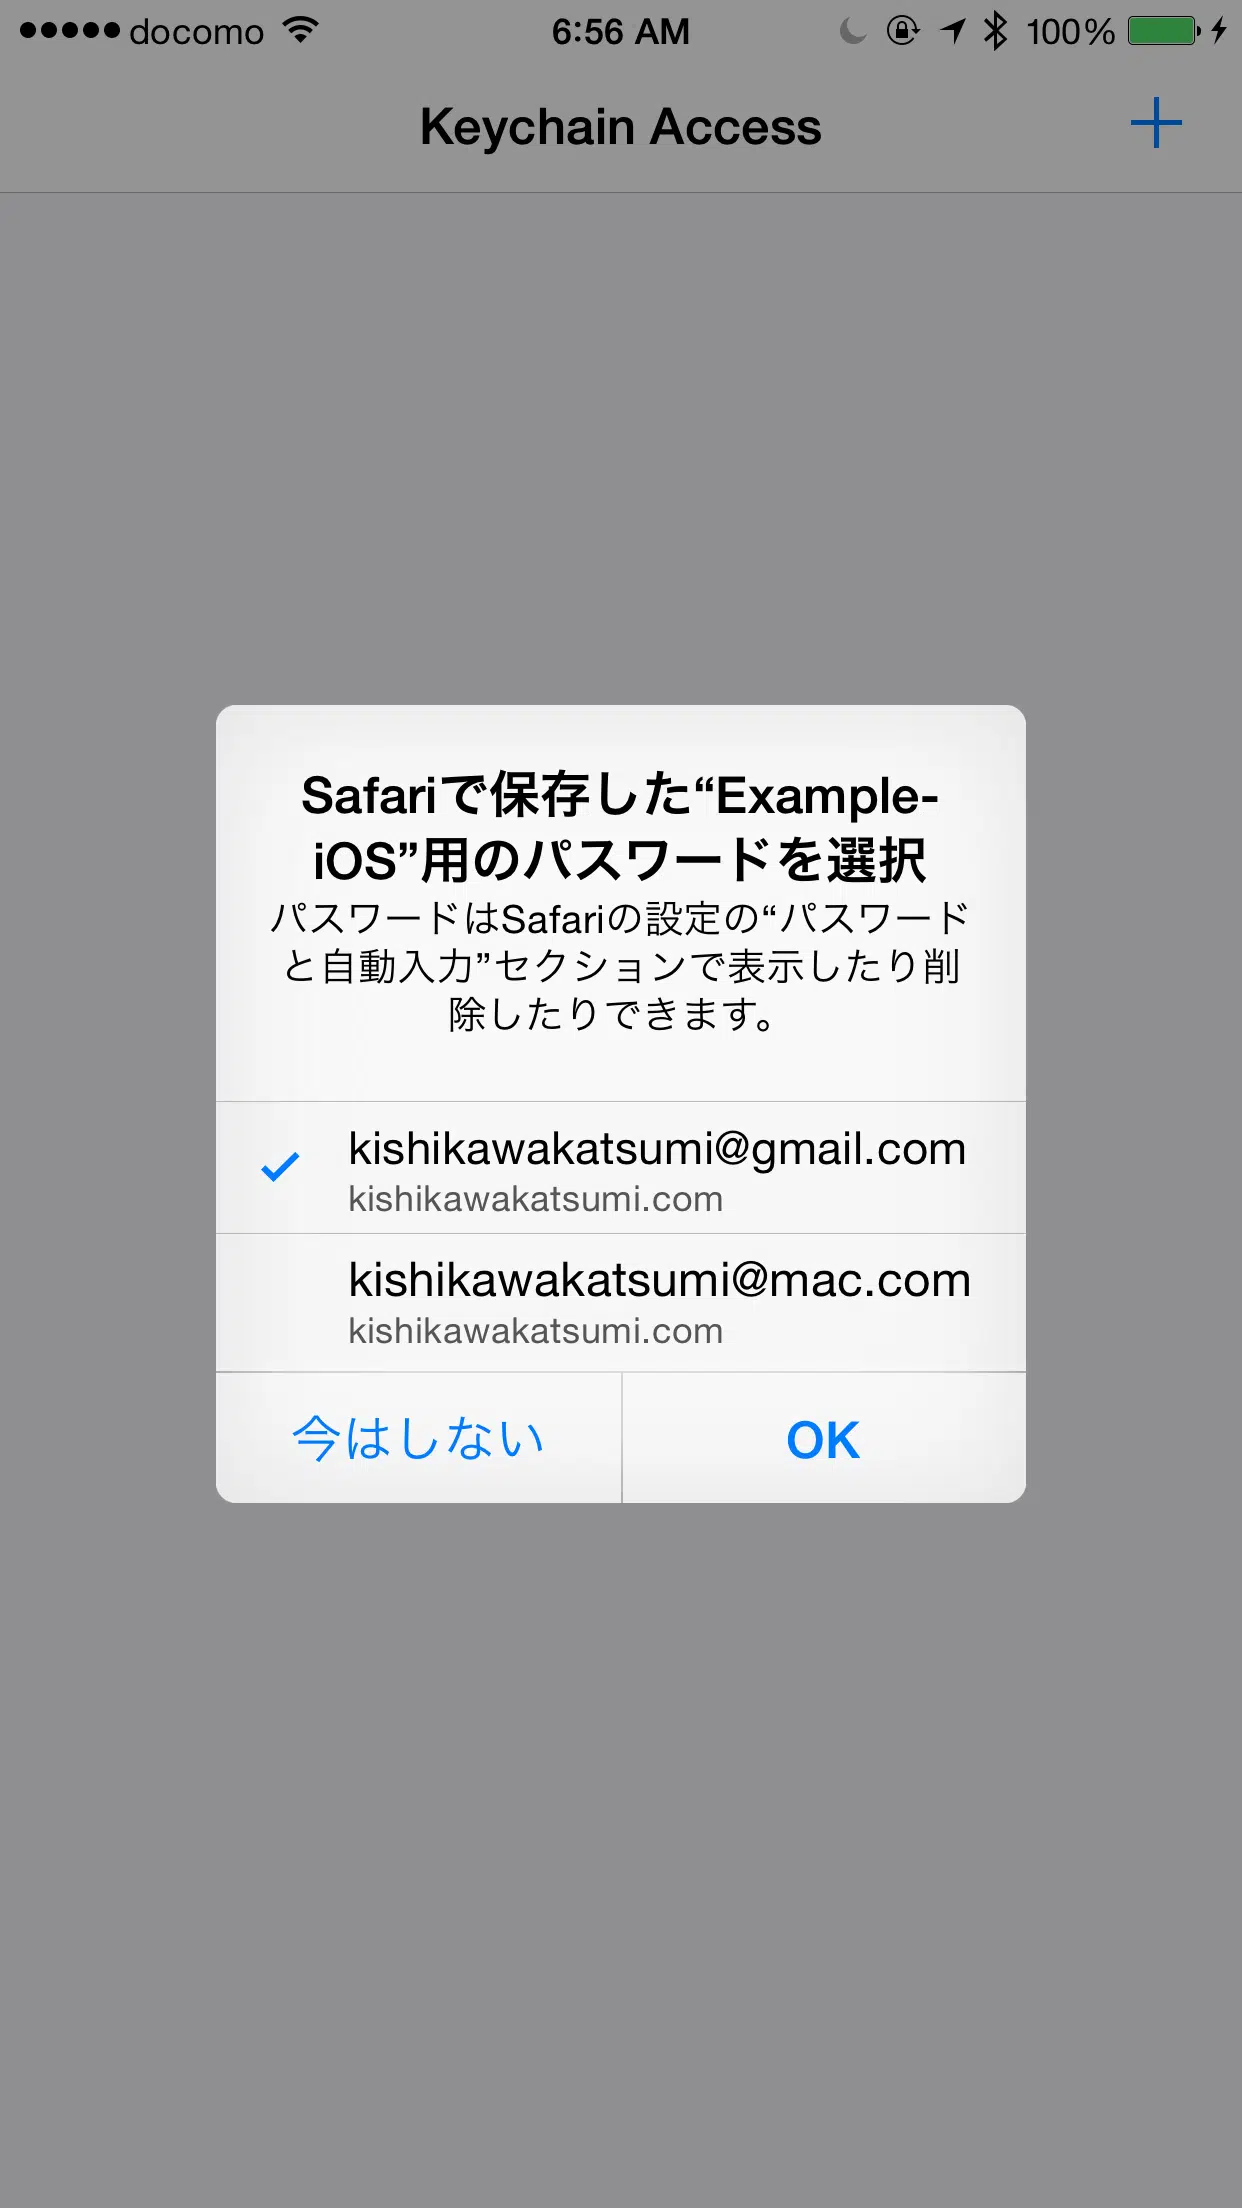 docomo 6:56 AM 100%
Keychain Access
Safariで保存した“Example-
iOS”用のパスワードを選択
パスワードはSafariの設定の“パスワード
と自動入力”セクションで表示したり削
除したりできます。
kishikawakatsumi@gmail.com
kishikawakatsumi.com
kishikawakatsumi@mac.com
kishikawakatsumi.com
今はしない OK